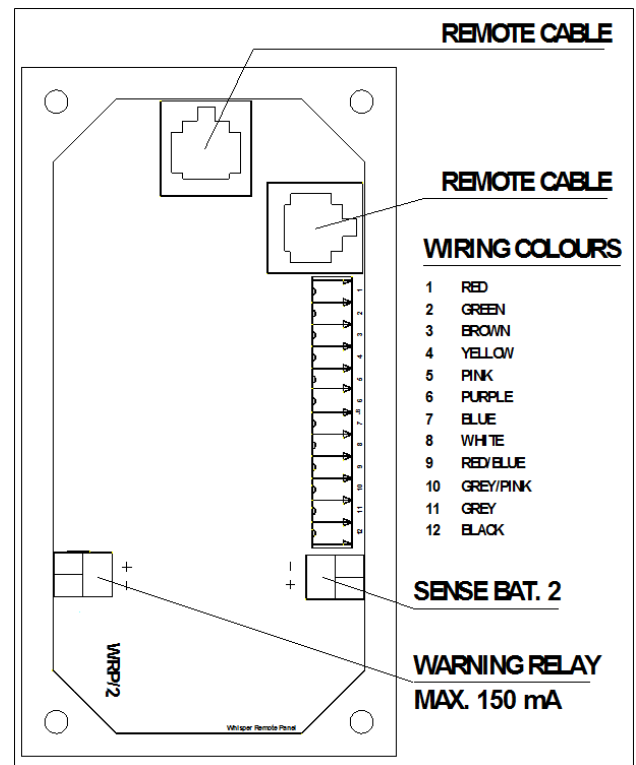 REMOTE CABLE
REMOTE CABLE
WIRING COLOURS
1 RED
2 GREEN
3 BROWN
4 YELLOW
5 PINK
6 PURPLE
7 BLUE
8 WHITE
9 RED/BLUE
10 GREY/PINK
11 GREY
12 BLACK
1
2
3
4
5
6
7
8
9
10
11
12
+
-
+
SENSE BAT. 2
WARNING RELAY
MAX. 150 mA
WRP/2
Whisper Remote Panel